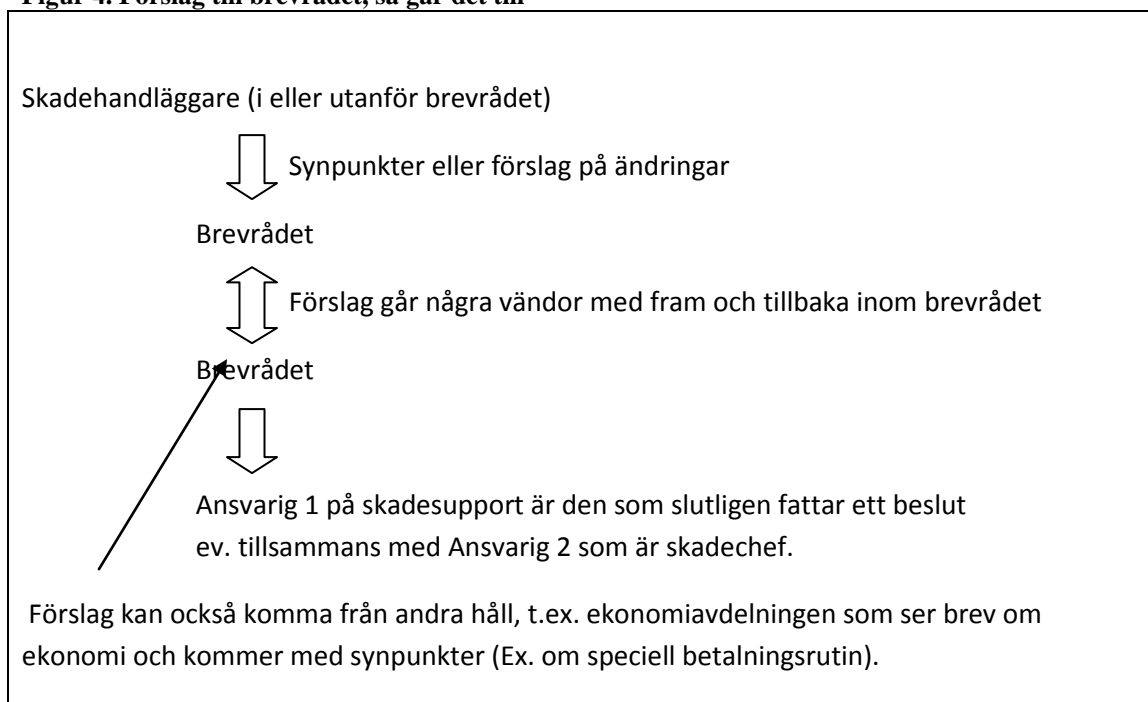 Figur 4. Förslag till brevrådet, så går det till
Skadehandläggare (i eller utanför brevrådet)
Synpunkter eller förslag på ändringar
Brevrådet
Förslag går några vändor med fram och tillbaka inom brevrådet
Brevrådet
Ansvarig 1 på skadesupport är den som slutligen fattar ett beslut
ev. tillsammans med Ansvarig 2 som är skadechef.
Förslag kan också komma från andra håll, t.ex. ekonomiavdelningen som ser brev om
ekonomi och kommer med synpunkter (Ex. om speciell betalningsrutin).